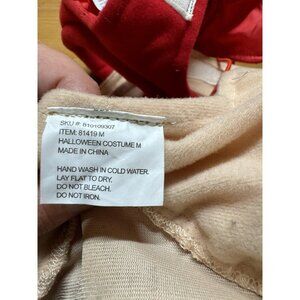 SKU #: 810109307
ITEM: 81419 M
HALLOWEEN COSTUME M
MADE IN CHINA
HAND WASH IN COLD WATER.
LAY FLAT TO DRY.
DO NOT BLEACH.
DO NOT IRON.